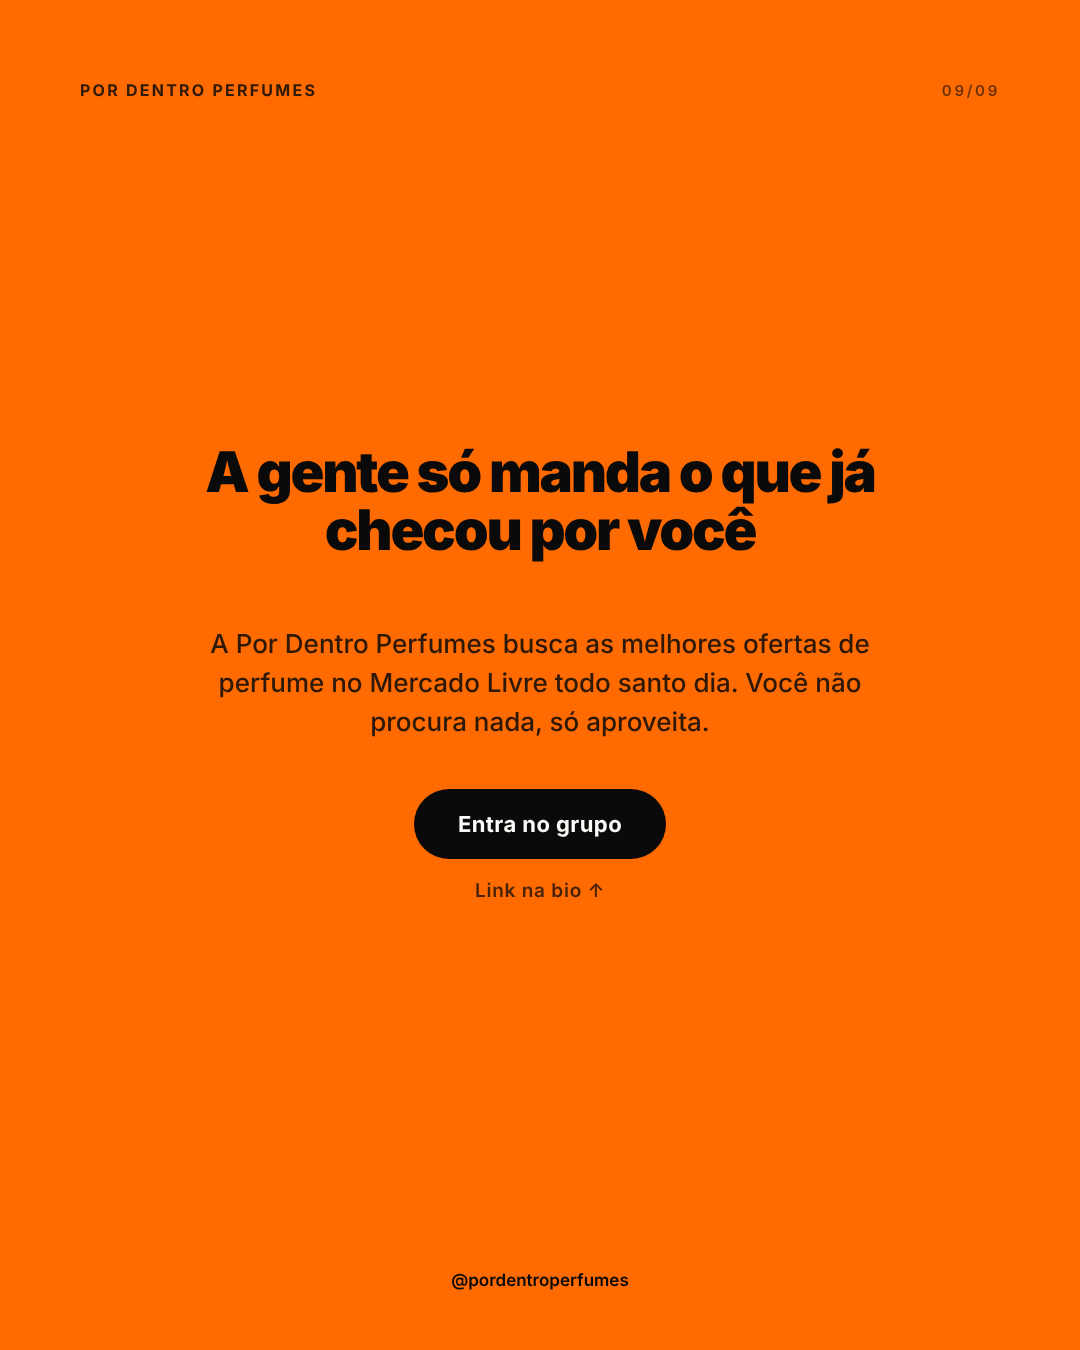 POR DENTRO PERFUMES
09/09
A gente só manda o que já
checou por você
A Por Dentro Perfumes busca as melhores ofertas de
perfume no Mercado Livre todo santo dia. Você não
procura nada, só aproveita.
Entra no grupo
Link na bio ↑
@pordentroperfumes